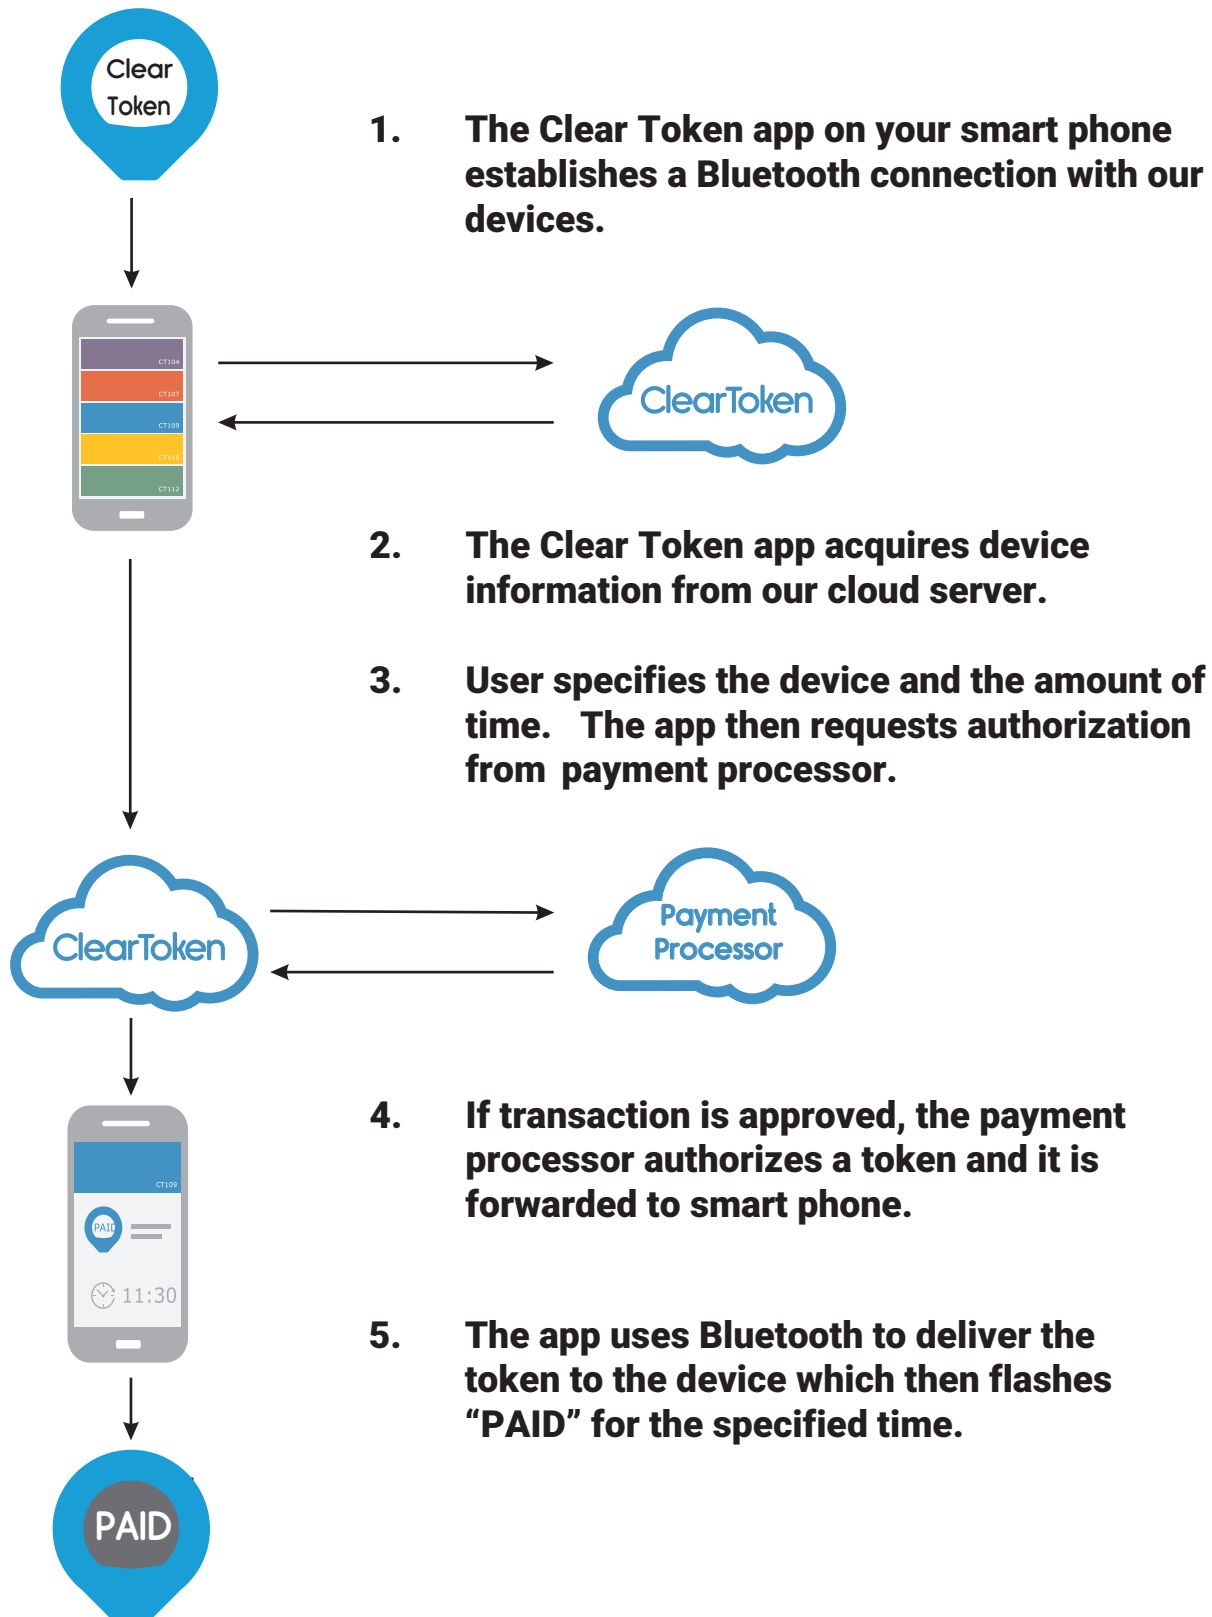 Clear
Token
1. The Clear Token app on your smart phone
establishes a Bluetooth connection with our
devices.
CT104
CT107
CT109
CT110
CT112
ClearToken
2. The Clear Token app acquires device
information from our cloud server.
3. User specifies the device and the amount of
time. The app then requests authorization
from payment processor.
ClearToken
Payment
Processor
4. If transaction is approved, the payment
processor authorizes a token and it is
forwarded to smart phone.
CT109
PAID
11:30
5. The app uses Bluetooth to deliver the
token to the device which then flashes
“PAID” for the specified time.
PAID